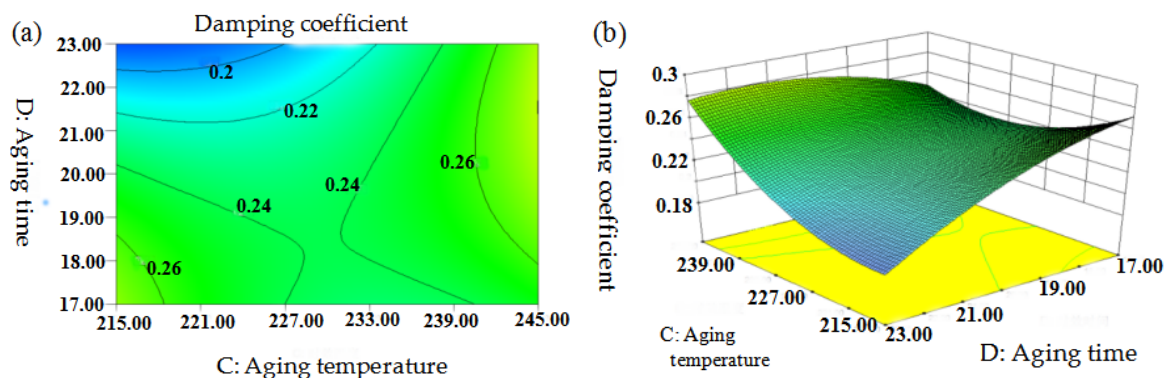 (a)
Damping coefficient
23.00
22.00
21.00
20.00
19.00
18.00
17.00
D: Aging time
0.2
0.22
0.24
0.24
0.26
0.26
215.00 221.00 227.00 233.00 239.00 245.00
C: Aging temperature
(b)
Damping coefficient
0.3
0.26
0.22
0.18
239.00
227.00
215.00
23.00
21.00
19.00
17.00
C: Aging
temperature
D: Aging time